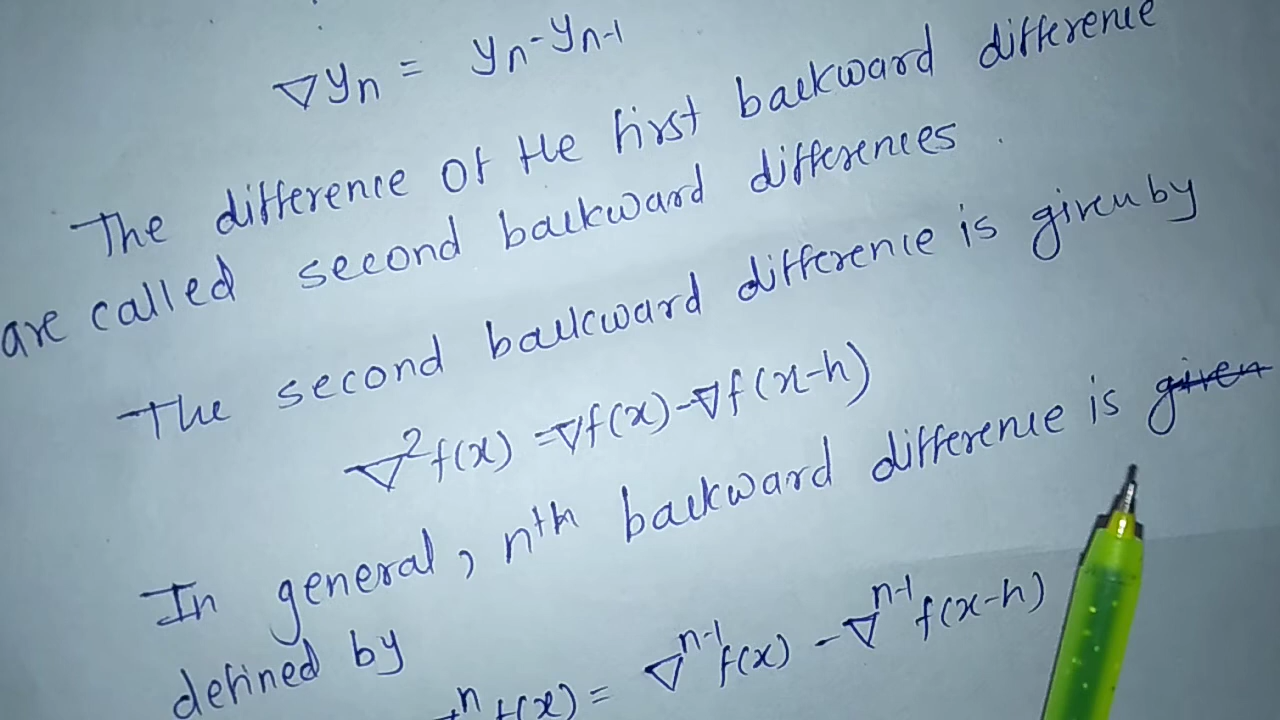 ∇yn = yn-yn-1
The difference of the first backward difference
are called second backward differences.
The second backward difference is given by
∇²f(x) =∇f(x)-∇f(x-h)
In general, nth backward difference is given
defined by
∇ⁿf(x) = ∇ⁿ⁻¹f(x) - ∇ⁿ⁻¹f(x-h)